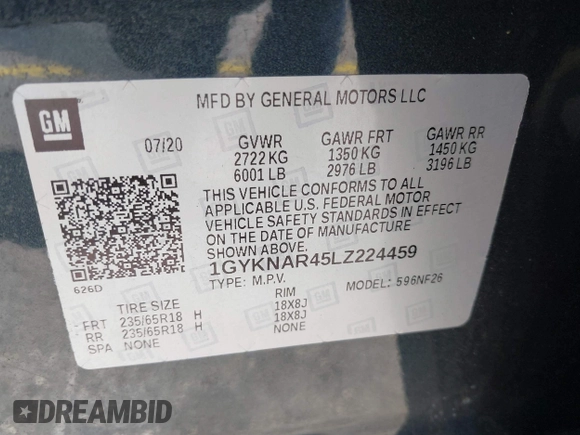 GM
MFD BY GENERAL MOTORS LLC
07/20 GVWR GAWR FRT GAWR RR
2722 KG 1350 KG 1450 KG
6001 LB 2976 LB 3196 LB
THIS VEHICLE CONFORMS TO ALL
APPLICABLE U.S. FEDERAL MOTOR
VEHICLE SAFETY STANDARDS IN EFFECT
ON THE DATE OF MANUFACTURE
SHOWN ABOVE.
626D
1GYKNAR45LZ224459
TYPE: M.P.V. MODEL: 596NF26
TIRE SIZE RIM
FRT 235/65R18 H 18X8J
RR 235/65R18 H 18X8J
SPA NONE NONE
DREAMBID